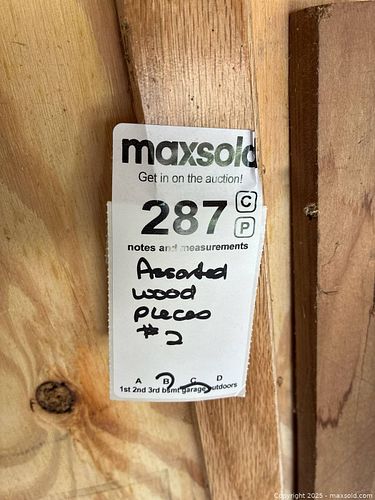 maxsold
Get in on the auction!
287 C
P
notes and measurements
Assorted
wood
pieces
#2
A B C D
1st 2nd 3rd bsmt garage outdoors
Copyright 2025 - maxsold.com